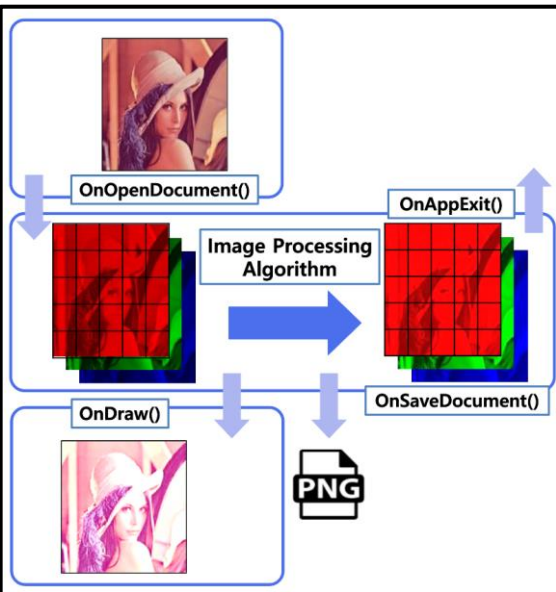 OnOpenDocument()
OnAppExit()
Image Processing
Algorithm
OnDraw()
OnSaveDocument()
PNG